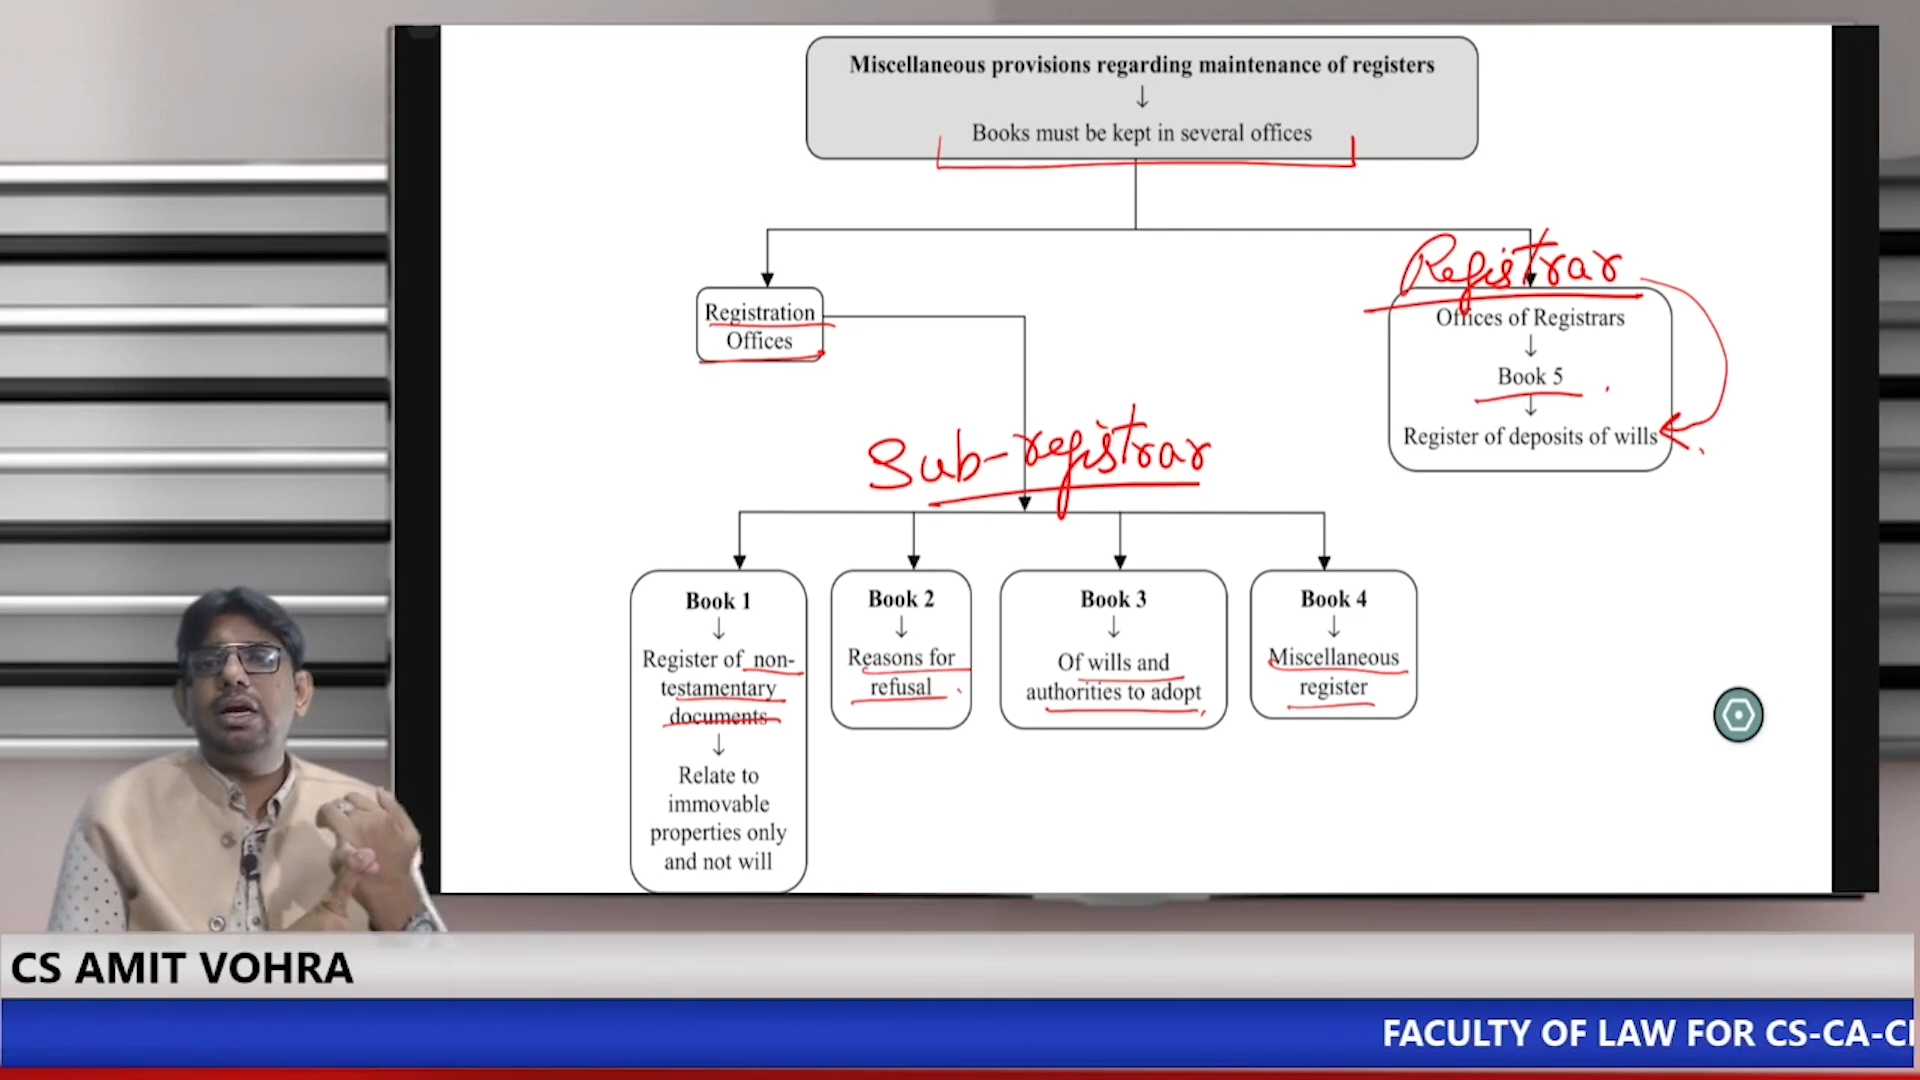 Miscellaneous provisions regarding maintenance of registers
↓
Books must be kept in several offices
Registrar
Registration
Offices
Offices of Registrars
↓
Book 5
↓
Register of deposits of wills
Sub-registrar
Book 1
↓
Register of non-
testamentary
documents
↓
Relate to
immovable
properties only
and not will
Book 2
↓
Reasons for
refusal
Book 3
↓
Of wills and
authorities to adopt
Book 4
↓
Miscellaneous
register
CS AMIT VOHRA
FACULTY OF LAW FOR CS-CA-C